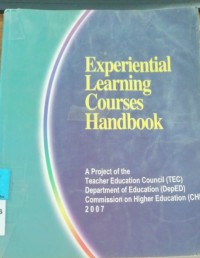 Experiential
Learning
Courses
Handbook
A Project of the
Teacher Education Council (TEC)
Department of Education (DepED)
Commission on Higher Education (CH
2007